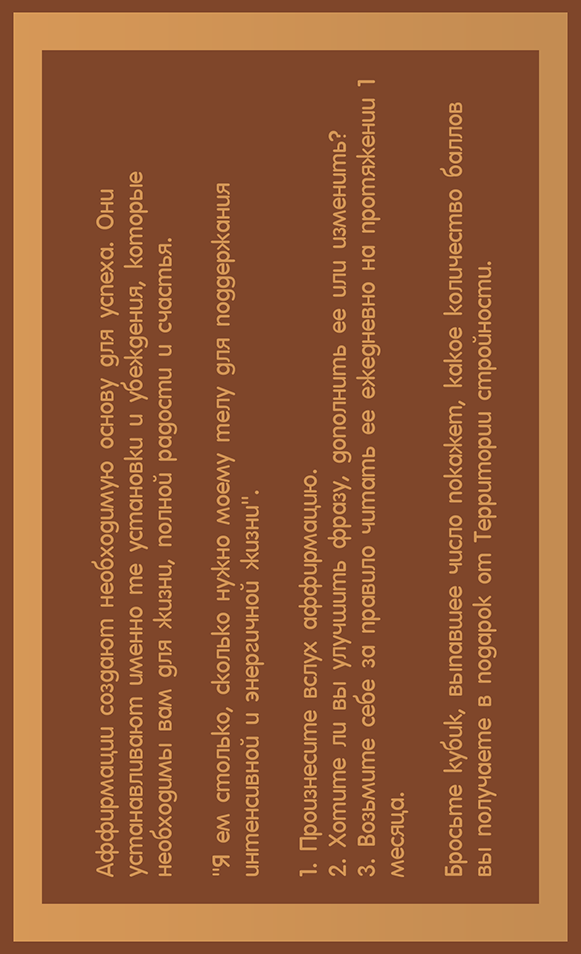 Аффирмации создают необходимую основу для успеха. Они
устанавливают именно те установки и убеждения, которые
необходимы вам для жизни, полной радости и счастья.
"Я ем столько, сколько нужно моему телу для поддержания
интенсивной и энергичной жизни".
1. Произнесите вслух аффирмацию.
2. Хотите ли вы улучшить фразу, дополнить ее или изменить?
3. Возьмите себе за правило читать ее ежедневно на протяжении 1
месяца.
Бросьте кубик, выпавшее число покажет, какое количество баллов
вы получаете в подарок от Территории стройности.